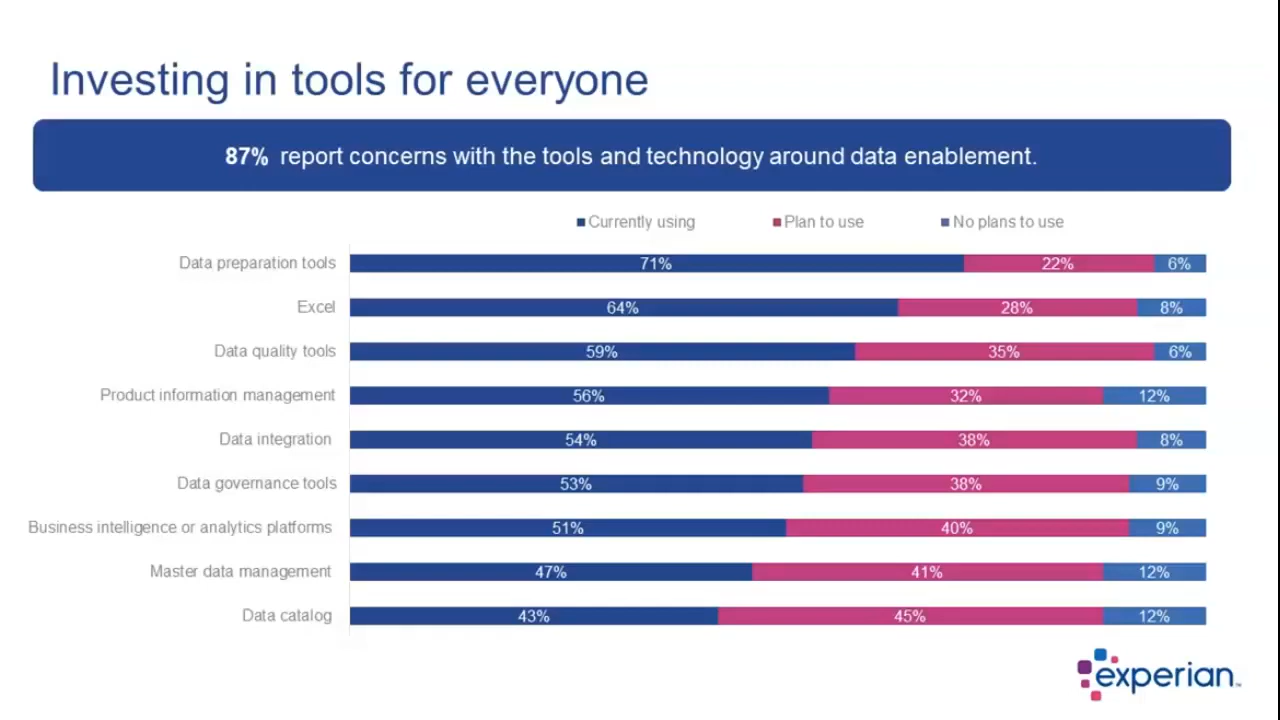 Investing in tools for everyone
87% report concerns with the tools and technology around data enablement.
Currently using Plan to use No plans to use
Data preparation tools 71% 22% 6%
Excel 64% 28% 8%
Data quality tools 59% 35% 6%
Product information management 56% 32% 12%
Data integration 54% 38% 8%
Data governance tools 53% 38% 9%
Business intelligence or analytics platforms 51% 40% 9%
Master data management 47% 41% 12%
Data catalog 43% 45% 12%
experian™